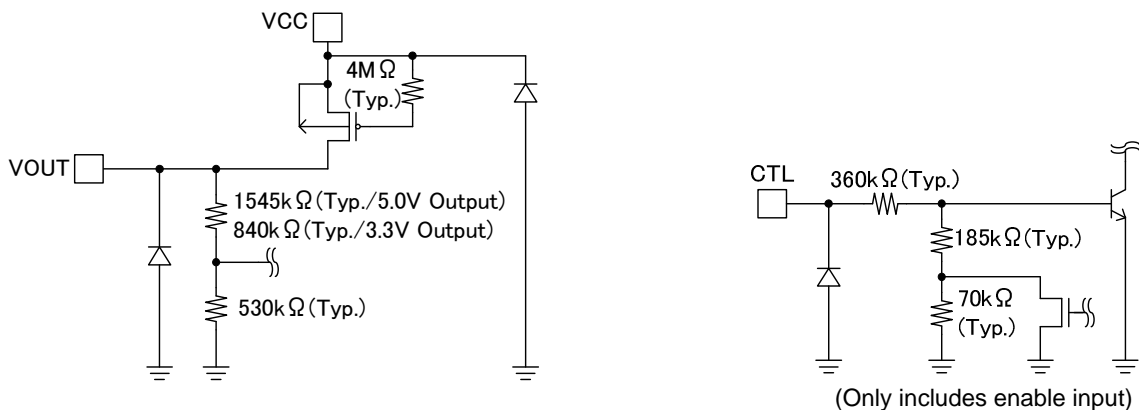 VCC
4MΩ
(Typ.)
VOUT
1545kΩ(Typ./5.0V Output)
840kΩ(Typ./3.3V Output)
530kΩ(Typ.)
CTL
360kΩ(Typ.)
185kΩ(Typ.)
70kΩ
(Typ.)
(Only includes enable input)